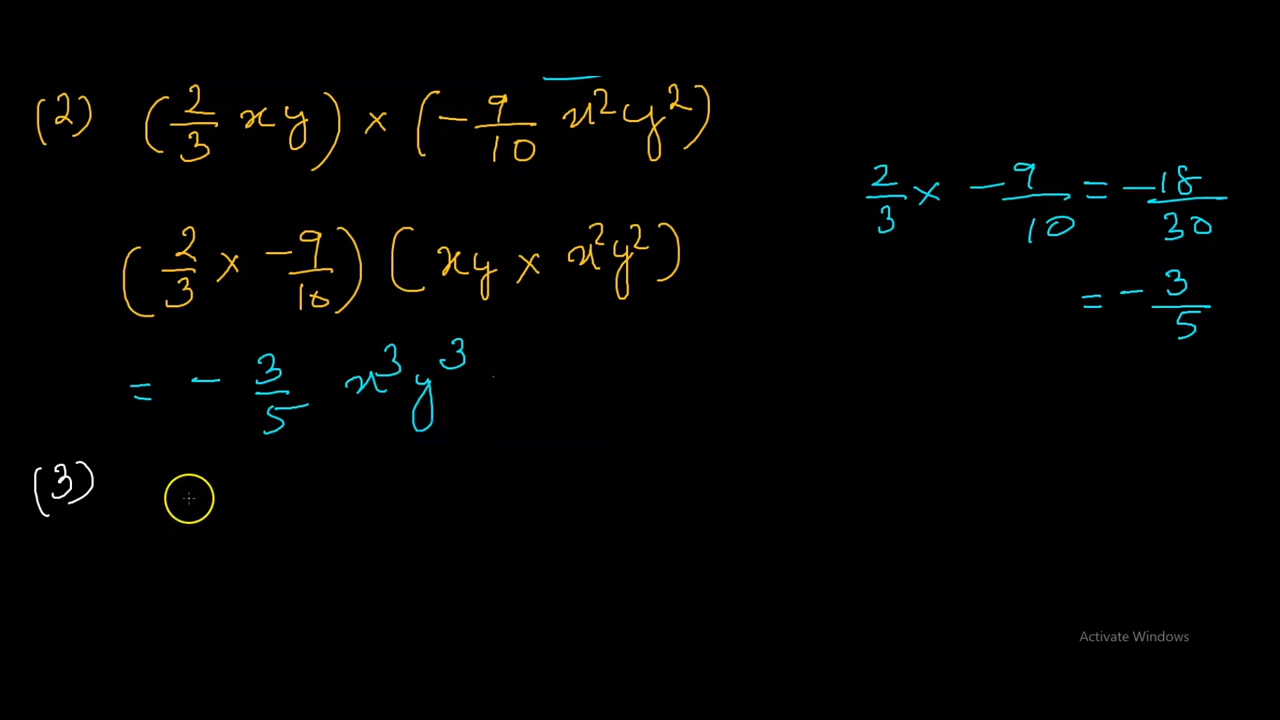 (2) (2/3 xy) × (-9/10 x²y²)
(2/3 × -9/10) (xy × x²y²)
= - 3/5 x³y³
(3)
2/3 × -9/10 = -18/30
= - 3/5
Activate Windows